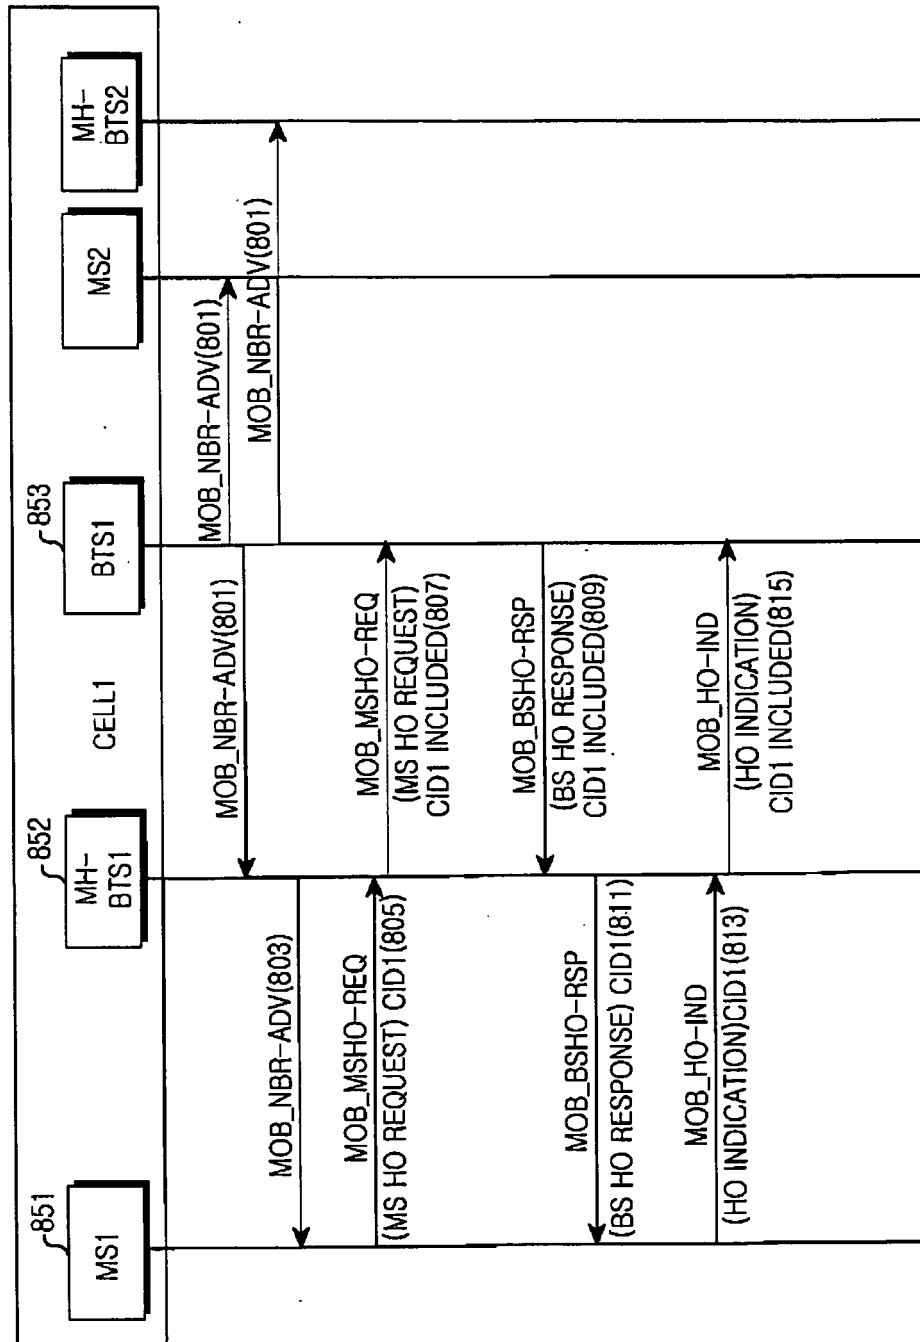 CELL1
851
MS1
852
MH-
BTS1
853
BTS1
MS2
MH-
BTS2
MOB_NBR-ADV(801)
MOB_NBR-ADV(801)
MOB_NBR-ADV(801)
MOB_NBR-ADV(803)
MOB_MSHO-REQ
(MS HO REQUEST) CID1(805)
MOB_MSHO-REQ
(MS HO REQUEST)
CID1 INCLUDED(807)
MOB_BSHO-RSP
(BS HO RESPONSE)
CID1 INCLUDED(809)
MOB_BSHO-RSP
(BS HO RESPONSE) CID1(811)
MOB_HO-IND
(HO INDICATION)CID1(813)
MOB_HO-IND
(HO INDICATION)
CID1 INCLUDED(815)